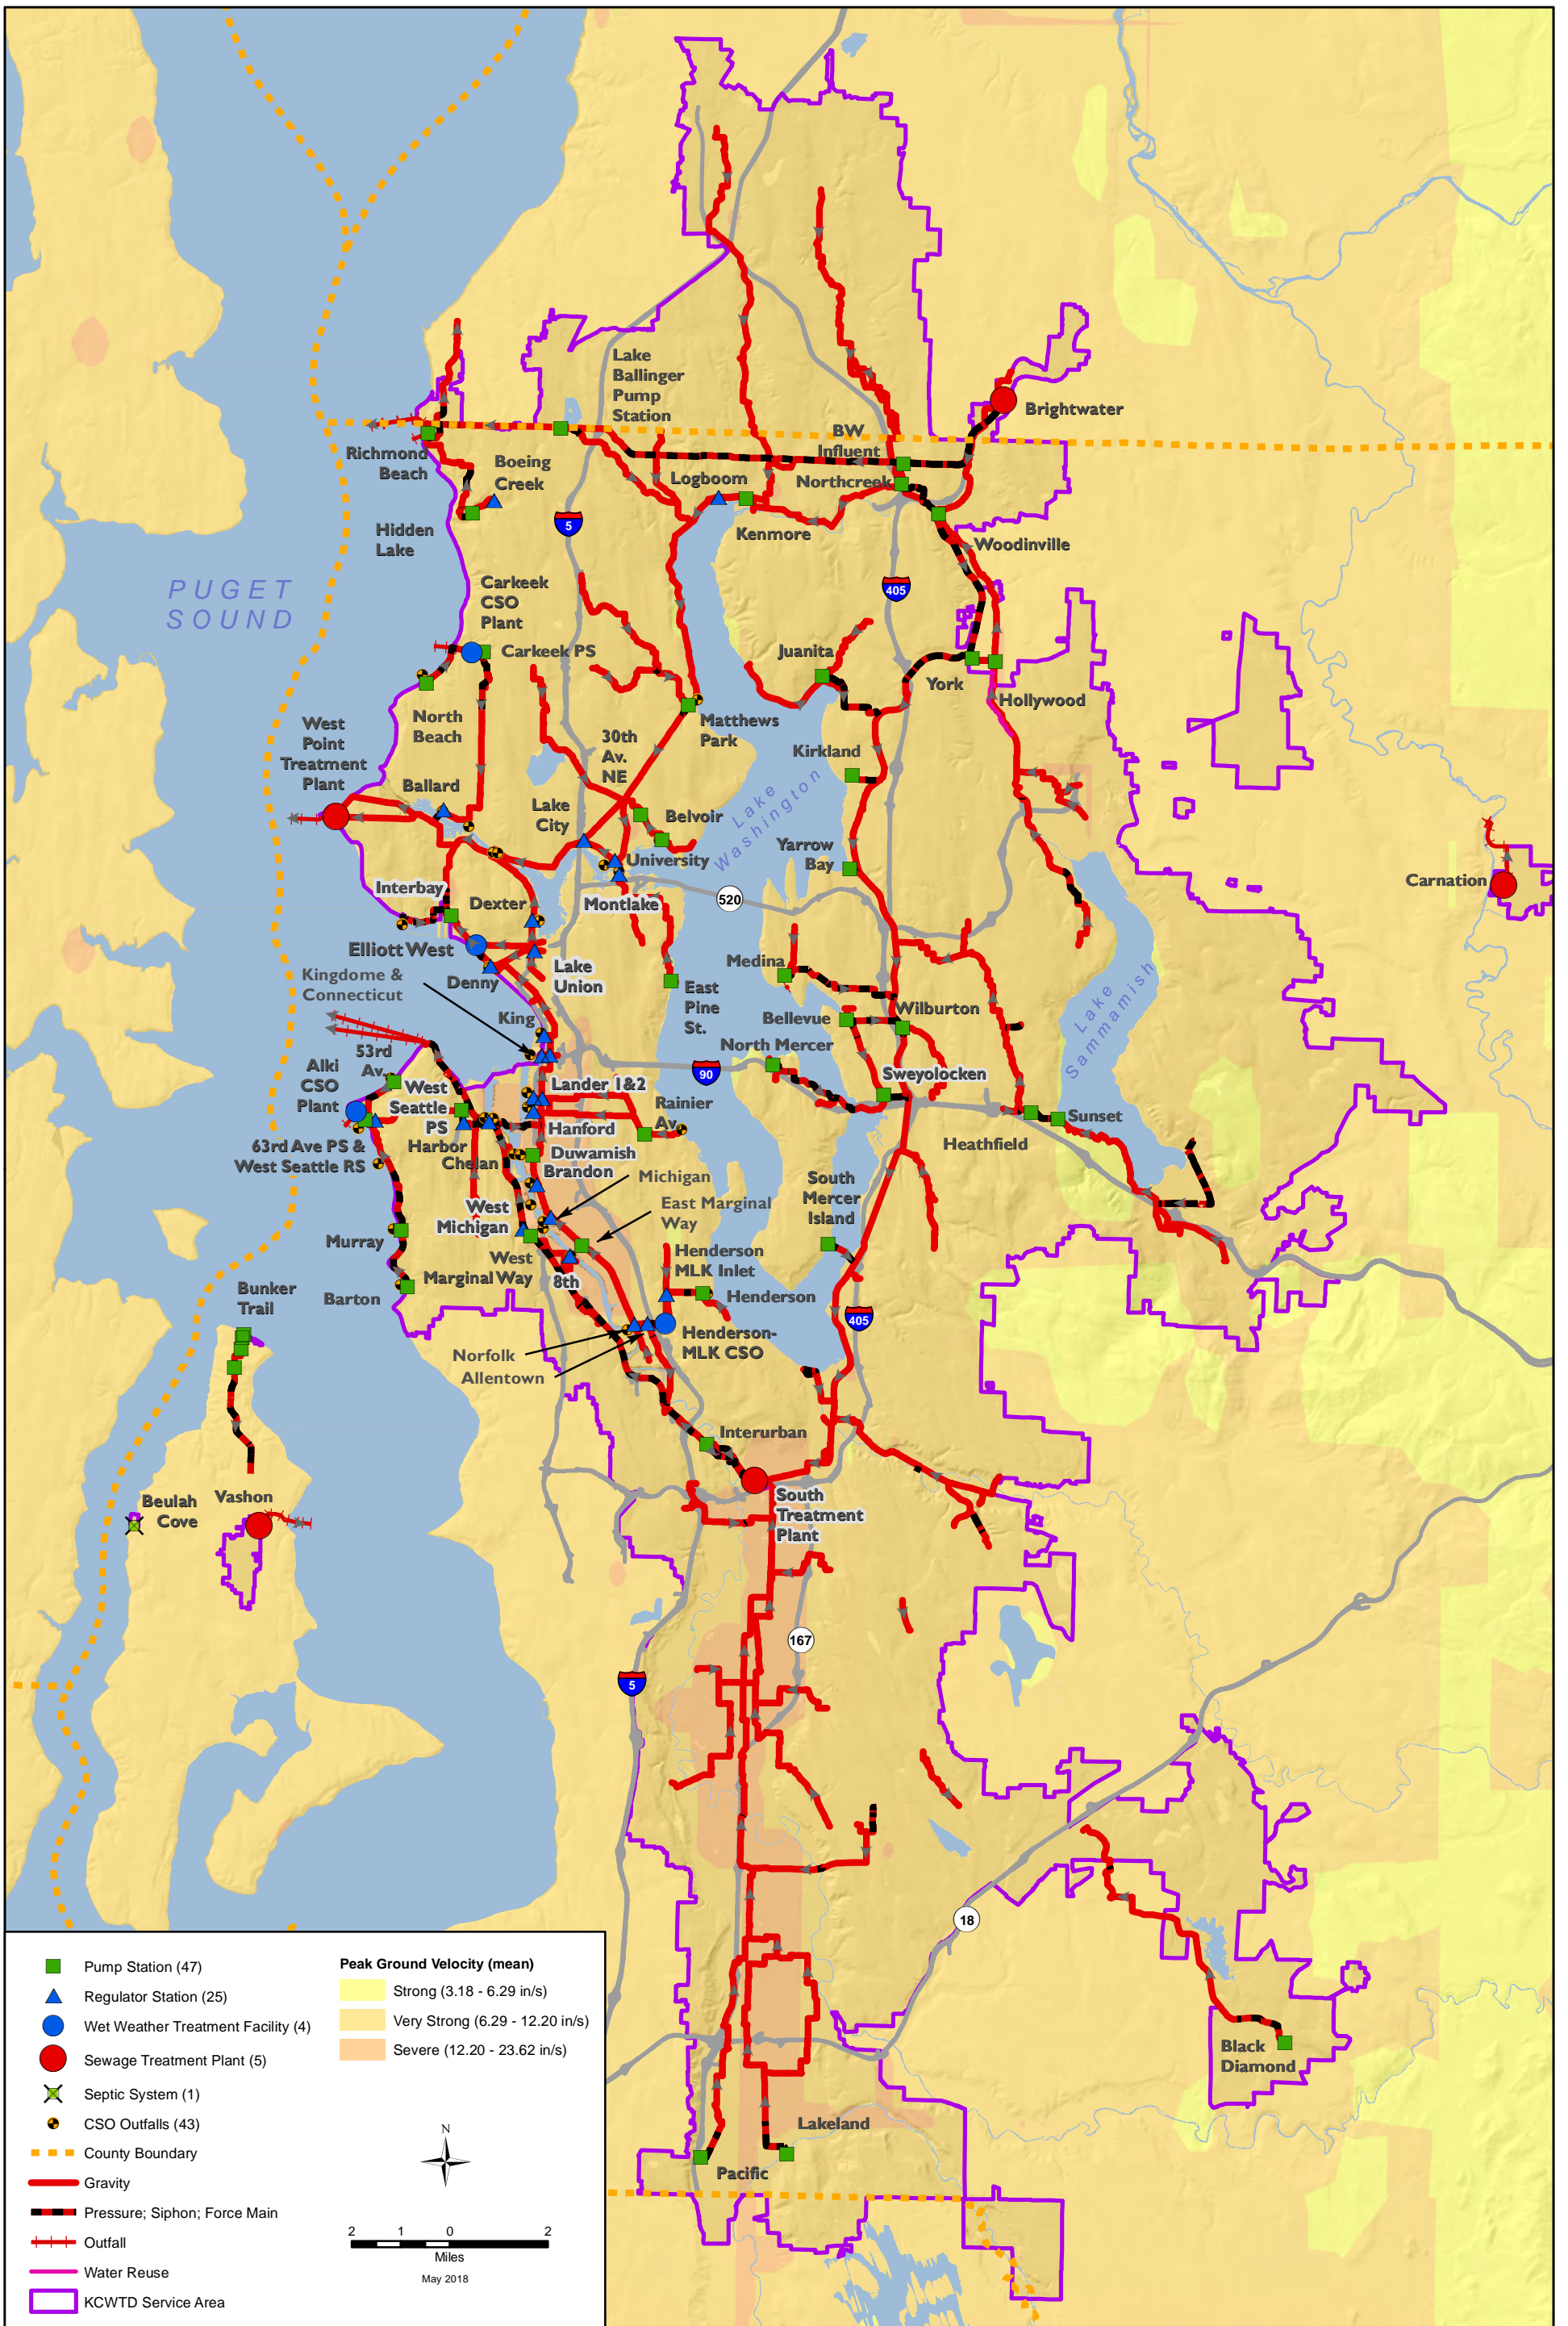 Lake
Ballinger
Pump
Station
Brightwater
BW
Influent
Richmond
Beach
Boeing
Creek
Logboom
Northcreek
Hidden
Lake
5
Kenmore
Woodinville
PUGET
SOUND
Carkeek
CSO
Plant
405
Carkeek PS
Juanita
York
Hollywood
North
Beach
Matthews
Park
West
Point
Treatment
Plant
30th
Av.
NE
Kirkland
Ballard
Lake
City
Belvoir
Lake
Washington
University
Yarrow
Bay
Carnation
Interbay
Dexter
Montlake
520
Elliott West
Kingdome &
Connecticut
Denny
Lake
Union
East
Pine
St.
Medina
Lake
Sammamish
King
Bellevue
Wilburton
North Mercer
53rd
Av.
Alki
CSO
Plant
90
Sweyolocken
West
Seattle
PS
Lander 1&2
Rainier
Av
Sunset
Heathfield
63rd Ave PS &
West Seattle RS
Harbor
Hanford
Chelan
Duwamish
Brandon
Michigan
South
Mercer
Island
West
Michigan
East Marginal
Way
Murray
West
Marginal Way
8th
Henderson
MLK Inlet
Henderson
Bunker
Trail
Barton
405
Norfolk
Allentown
Henderson-
MLK CSO
Interurban
Beulah
Cove
Vashon
South
Treatment
Plant
167
5
18
Black
Diamond
Lakeland
Pacific
Pump Station (47)
Regulator Station (25)
Wet Weather Treatment Facility (4)
Sewage Treatment Plant (5)
Septic System (1)
CSO Outfalls (43)
County Boundary
Gravity
Pressure; Siphon; Force Main
Outfall
Water Reuse
KCWTD Service Area
Peak Ground Velocity (mean)
Strong (3.18 - 6.29 in/s)
Very Strong (6.29 - 12.20 in/s)
Severe (12.20 - 23.62 in/s)
N
2 1 0 2
Miles
May 2018